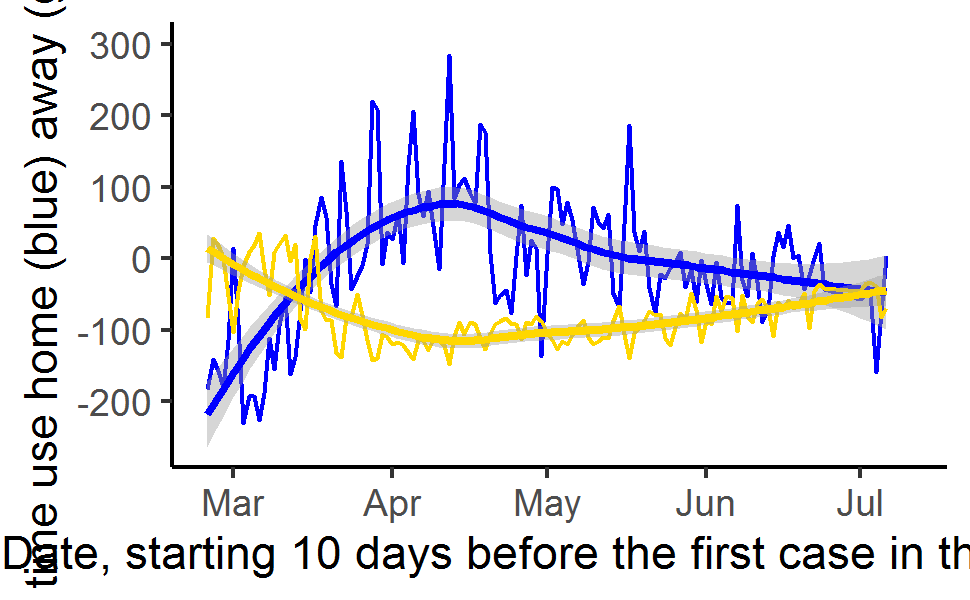 time use home (blue) away (
300
200
100
0
-100
-200
Mar Apr May Jun Jul
Date, starting 10 days before the first case in th